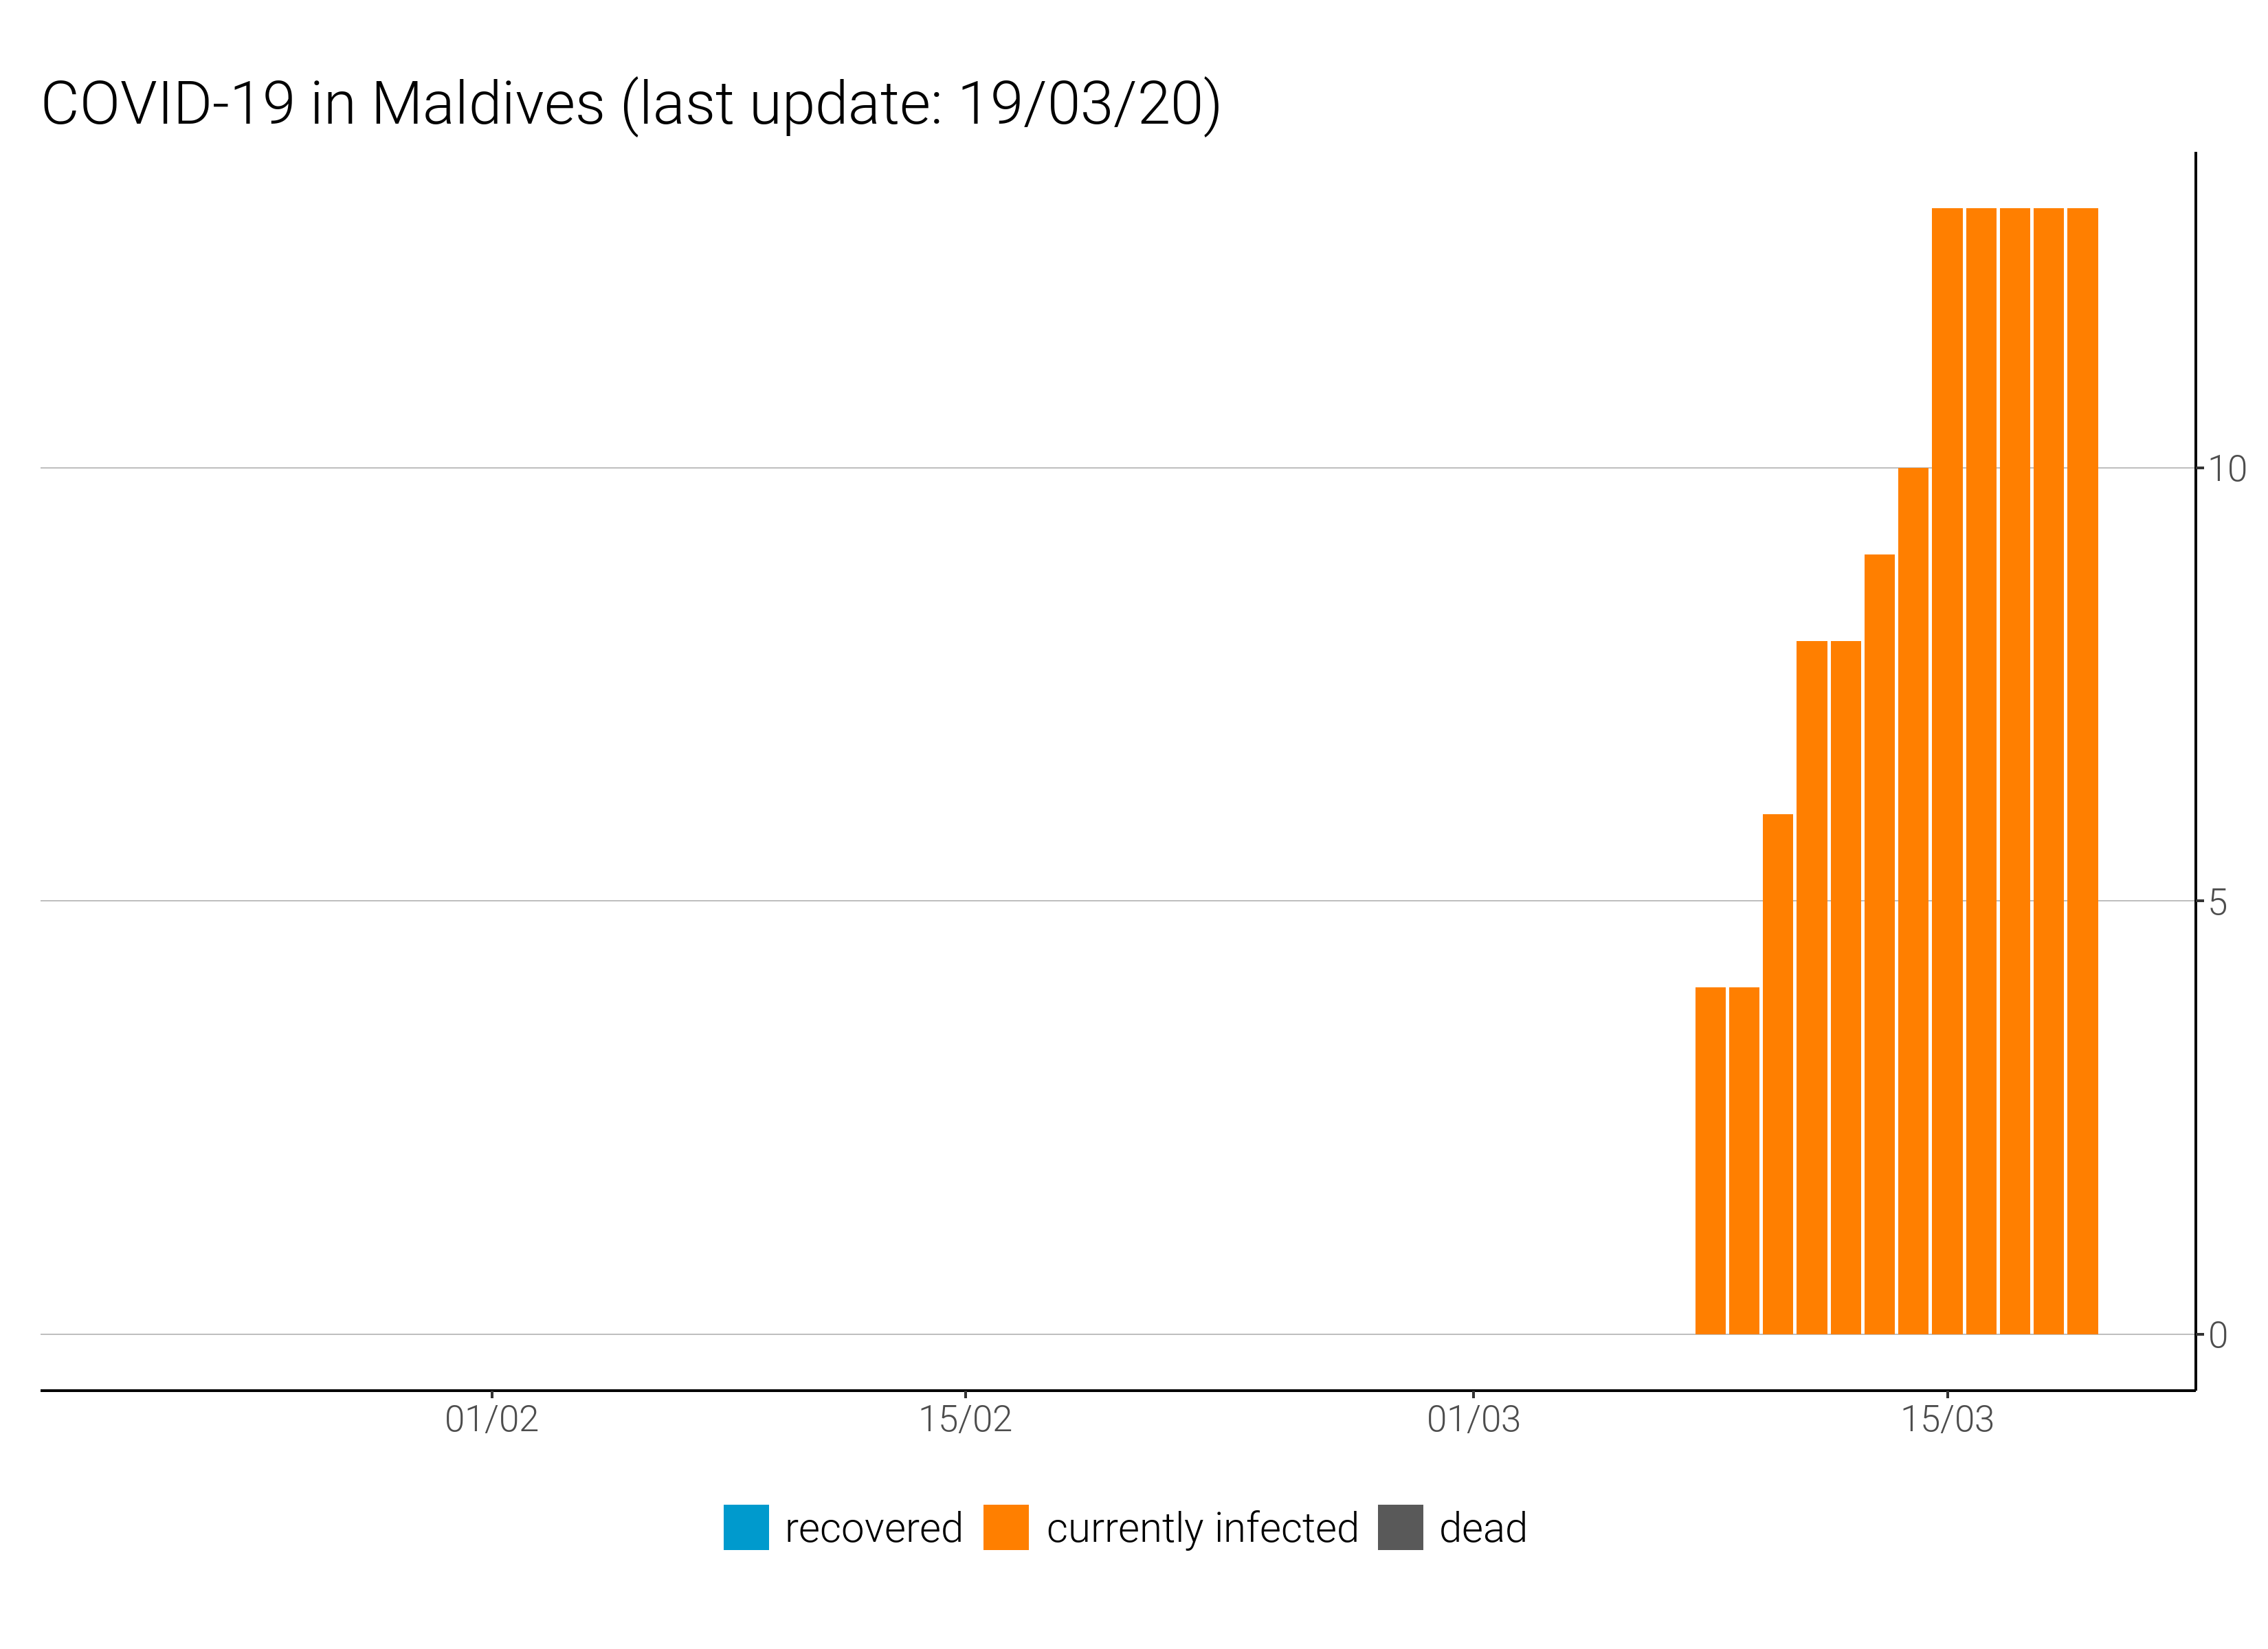 COVID-19 in Maldives (last update: 19/03/20)
10
5
0
01/02 15/02 01/03 15/03
recovered currently infected dead